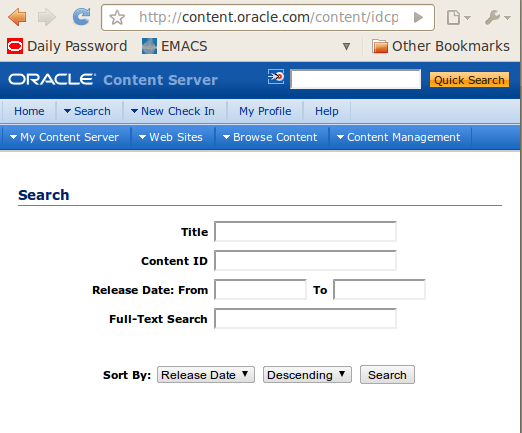 http://content.oracle.com/content/idcp
Daily Password EMACS Other Bookmarks
ORACLE Content Server Quick Search
Home Search New Check In My Profile Help
My Content Server Web Sites Browse Content Content Management
Search
Title
Content ID
Release Date: From To
Full-Text Search
Sort By: Release Date Descending Search